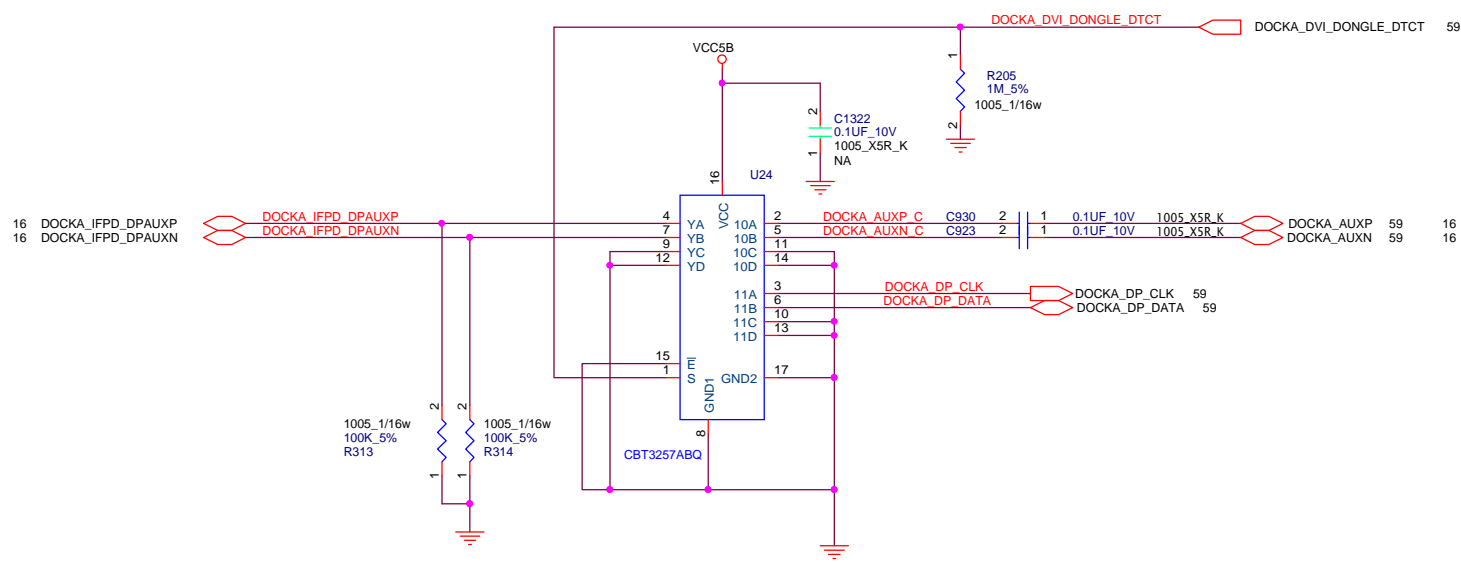 DOCKA_DVI_DONGLE_DTCT
DOCKA_DVI_DONGLE_DTCT 59
VCC5B
1
R205
1M_5%
1005_1/16w
2
2
C1322
0.1UF_10V
1005_X5R_K
1
NA
16
U24
VCC
16 DOCKA_IFPD_DPAUXP
DOCKA_IFPD_DPAUXP
4 YA
10A 2
DOCKA_AUXP_C C930 2 1 0.1UF_10V 1005_X5R_K
DOCKA_AUXP 59 16
16 DOCKA_IFPD_DPAUXN
DOCKA_IFPD_DPAUXN
7 YB
10B 5
DOCKA_AUXN_C C923 2 1 0.1UF_10V 1005_X5R_K
DOCKA_AUXN 59 16
9 YC
10C 11
12 YD
10D 14
11A 3
DOCKA_DP_CLK
DOCKA_DP_CLK 59
11B 6
DOCKA_DP_DATA
DOCKA_DP_DATA 59
11C 10
11D 13
15 E
1 S
GND2 17
GND1
8
CBT3257ABQ
2
1005_1/16w
100K_5%
R313
1
2
1005_1/16w
100K_5%
R314
1